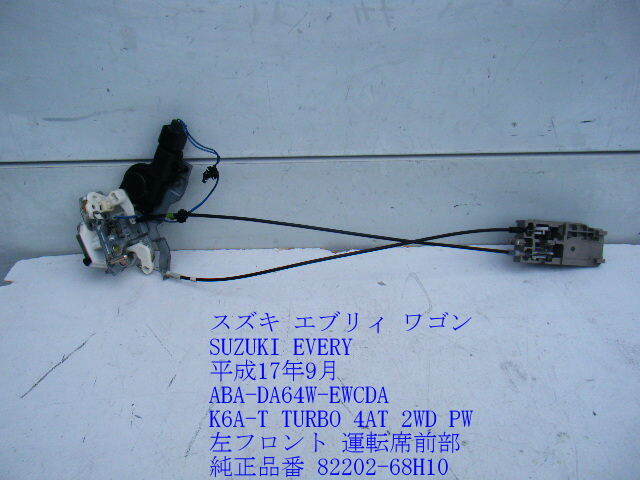 スズキ エブリィ ワゴン
SUZUKI EVERY
平成17年9月
ABA-DA64W-EWCDA
K6A-T TURBO 4AT 2WD PW
左フロント 運転席前部
純正品番 82202-68H10